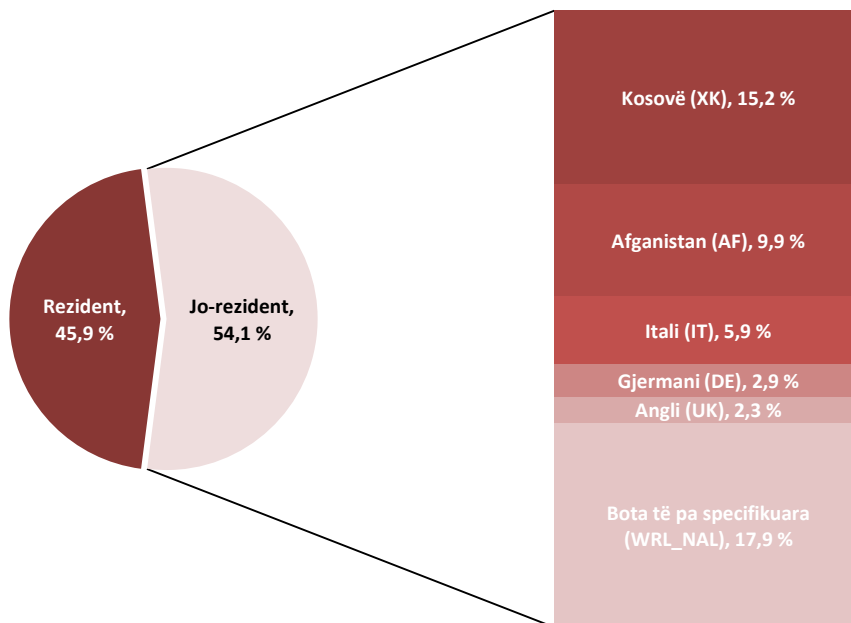 Rezident,
45,9 %
Jo-rezident,
54,1 %
Kosovë (XK), 15,2 %
Afganistan (AF), 9,9 %
Itali (IT), 5,9 %
Gjermani (DE), 2,9 %
Angli (UK), 2,3 %
Bota të pa specifikuara
(WRL_NAL), 17,9 %